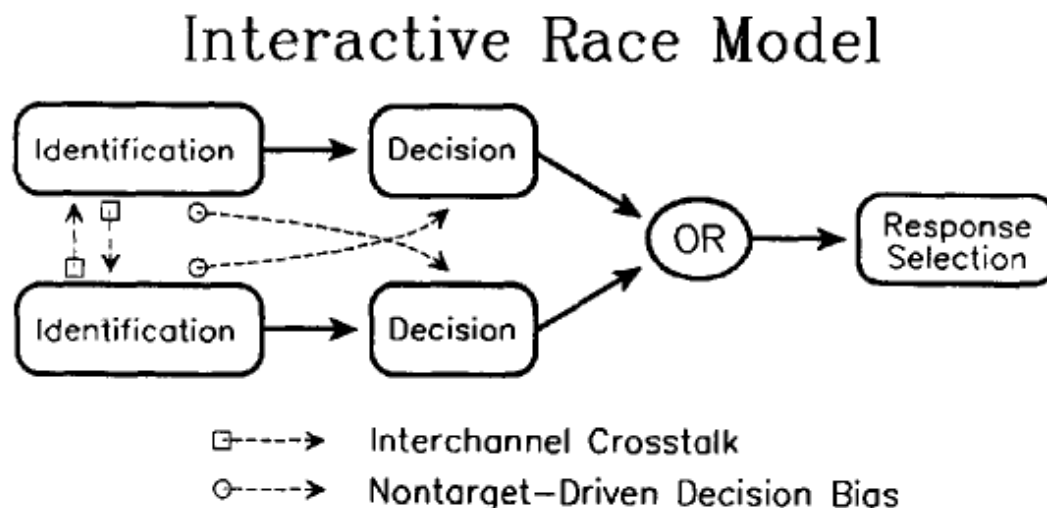 Interactive Race Model
Identification
Decision
OR
Response
Selection
Identification
Decision
Interchannel Crosstalk
Nontarget-Driven Decision Bias